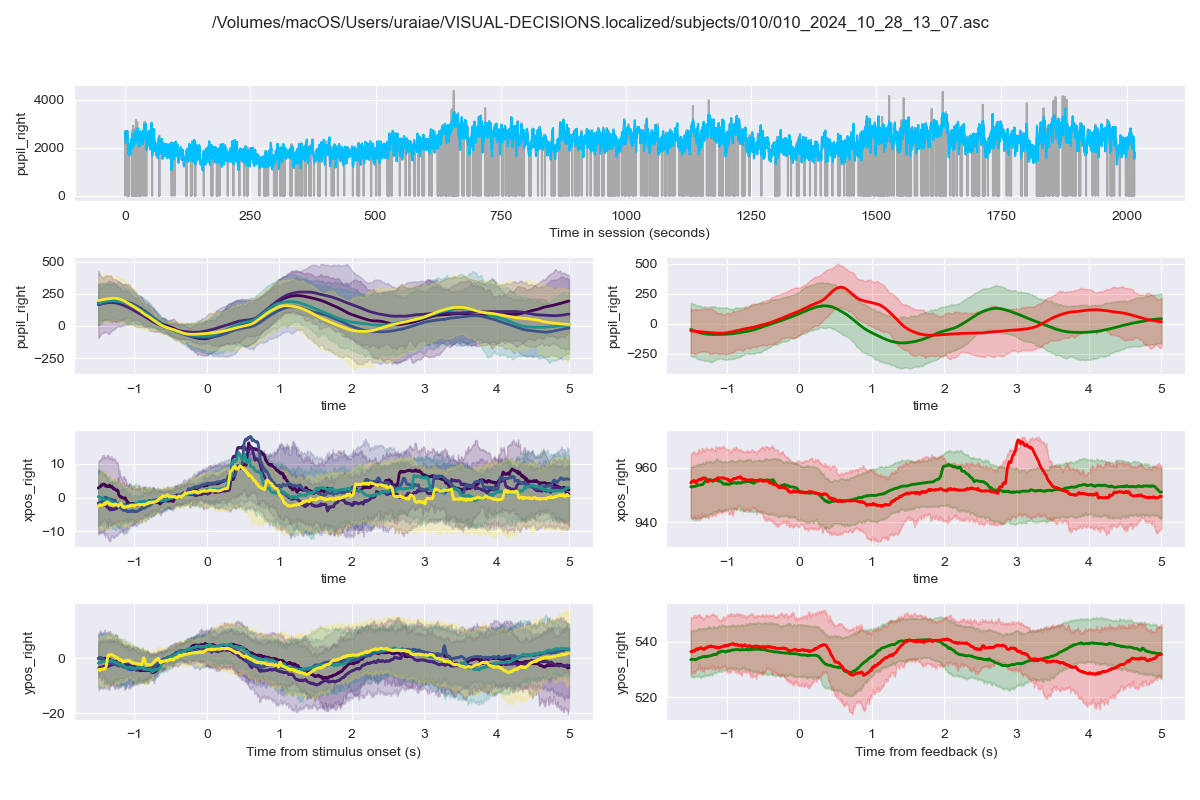 /Volumes/macOS/Users/uraiae/VISUAL-DECISIONS.localized/subjects/010/010_2024_10_28_13_07.asc
pupil_right
4000
2000
0
0 250 500 750 1000 1250 1500 1750 2000
Time in session (seconds)
pupil_right
500
250
0
−250
−1 0 1 2 3 4 5
time
pupil_right
500
250
0
−250
−1 0 1 2 3 4 5
time
xpos_right
10
0
−10
−1 0 1 2 3 4 5
time
xpos_right
960
940
−1 0 1 2 3 4 5
time
ypos_right
0
−20
−1 0 1 2 3 4 5
Time from stimulus onset (s)
ypos_right
540
520
−1 0 1 2 3 4 5
Time from feedback (s)